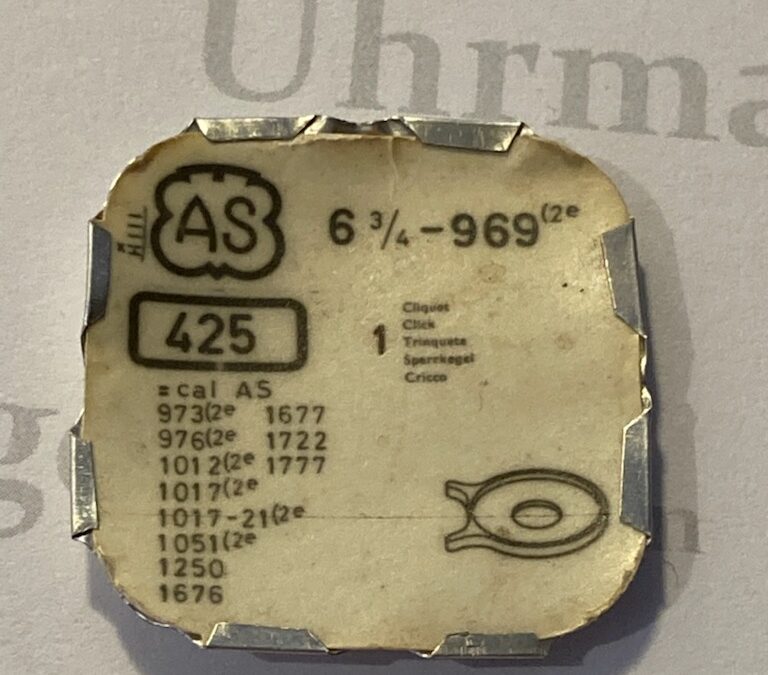 Uhrma
AS 6 3/4 - 969(2e
425
1
Cliquet
Click
Trinquete
Sperrkegel
Cricco
= cal AS
973(2e 1677
976(2e 1722
1012(2e 1777
1017(2e
1017-21(2e
1051(2e
1250
1676